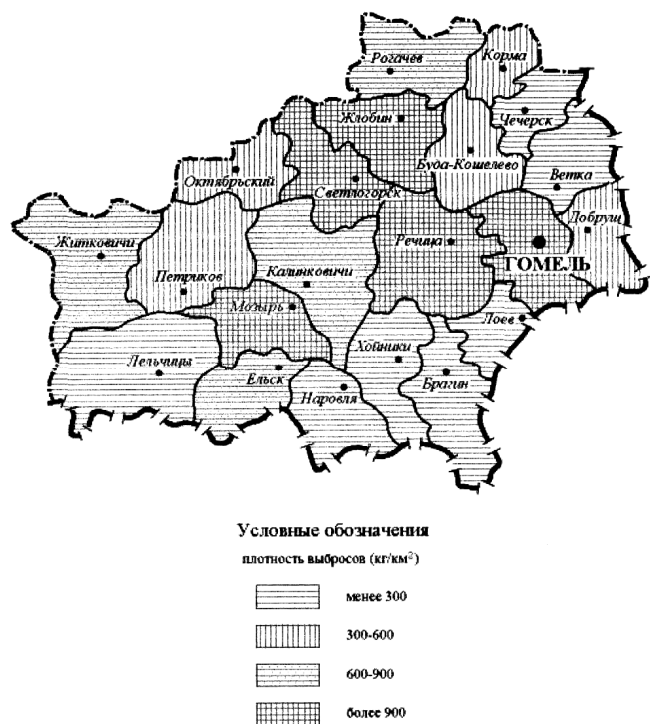 Рогачев
Корма
Жлобин
Чечерск
Буда-Кошелево
Октябрьский
Светлогорск
Ветка
Добруш
Житковичи
Речица
ГОМЕЛЬ
Петриков
Калинковичи
Мозырь
Лоев
Лельчицы
Ельск
Хойники
Наровля
Брагин
Условные обозначения
плотность выбросов (кг/км²)
менее 300
300-600
600-900
более 900